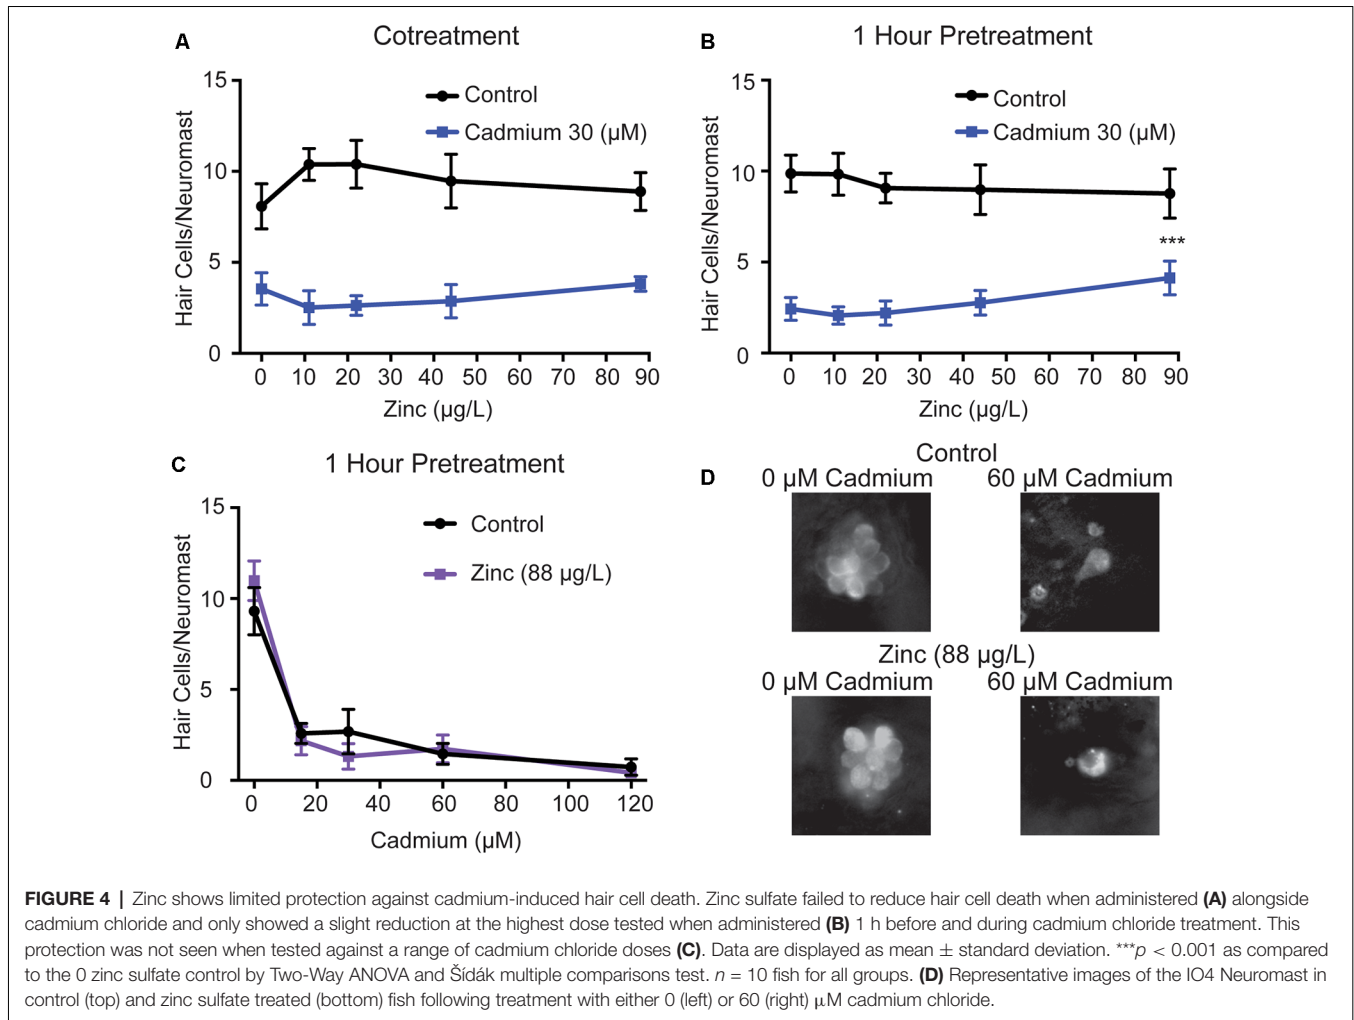 A
Cotreatment
15
10
5
0
Hair Cells/Neuromast
Control
Cadmium 30 (µM)
0 10 20 30 40 50 60 70 80 90
Zinc (µg/L)
B
1 Hour Pretreatment
15
10
5
0
Hair Cells/Neuromast
Control
Cadmium 30 (µM)
***
0 10 20 30 40 50 60 70 80 90
Zinc (µg/L)
C
1 Hour Pretreatment
15
10
5
0
Hair Cells/Neuromast
Control
Zinc (88 µg/L)
0 20 40 60 80 100 120
Cadmium (µM)
D
Control
0 µM Cadmium 60 µM Cadmium
Zinc (88 µg/L)
0 µM Cadmium 60 µM Cadmium
FIGURE 4 | Zinc shows limited protection against cadmium-induced hair cell death. Zinc sulfate failed to reduce hair cell death when administered (A) alongside
cadmium chloride and only showed a slight reduction at the highest dose tested when administered (B) 1 h before and during cadmium chloride treatment. This
protection was not seen when tested against a range of cadmium chloride doses (C). Data are displayed as mean ± standard deviation. ***p < 0.001 as compared
to the 0 zinc sulfate control by Two-Way ANOVA and Šídák multiple comparisons test. n = 10 fish for all groups. (D) Representative images of the IO4 Neuromast in
control (top) and zinc sulfate treated (bottom) fish following treatment with either 0 (left) or 60 (right) µM cadmium chloride.